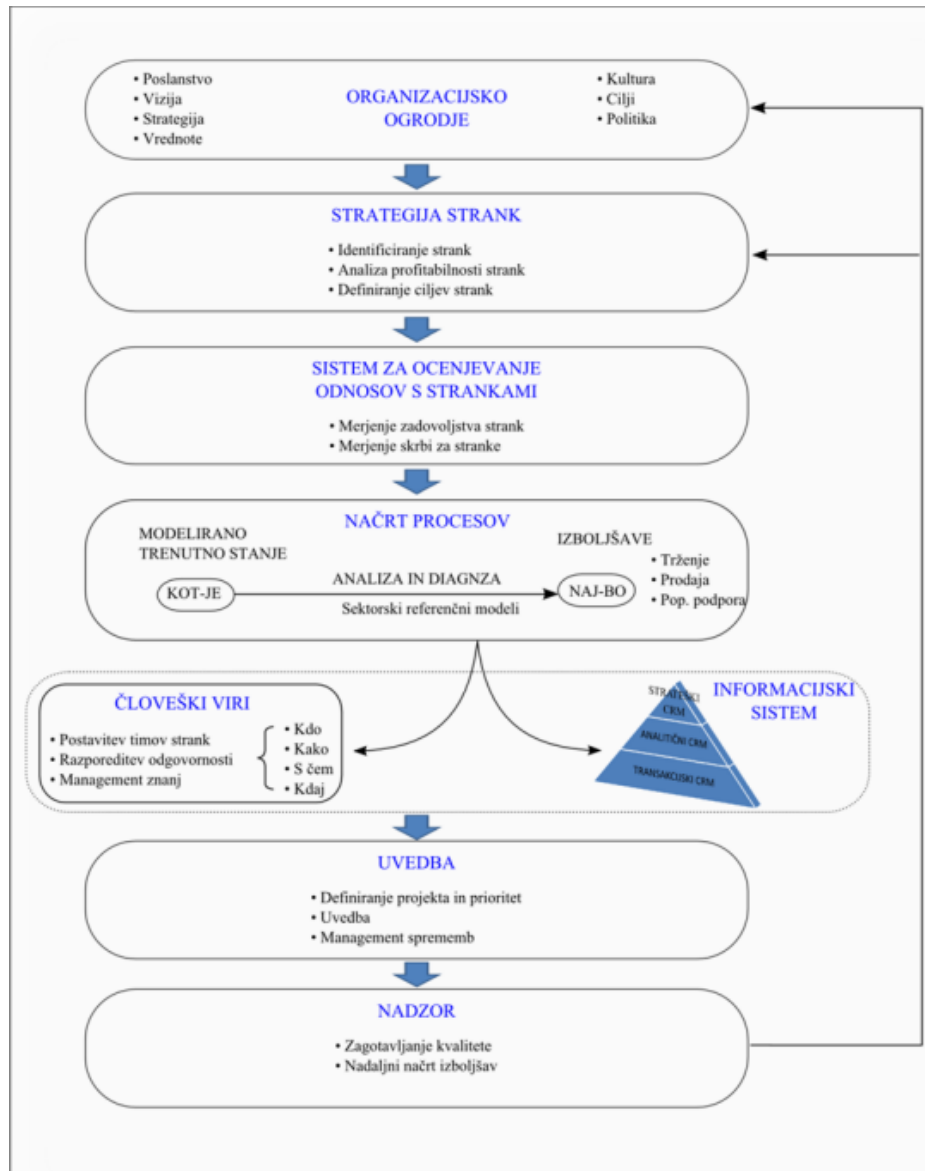 • Poslanstvo
• Vizija
• Strategija
• Vrednote
ORGANIZACIJSKO
OGRODJE
• Kultura
• Cilji
• Politika
STRATEGIJA STRANK
• Identificiranje strank
• Analiza profitabilnosti strank
• Definiranje ciljev strank
SISTEM ZA OCENJEVANJE
ODNOSOV S STRANKAMI
• Merjenje zadovoljstva strank
• Merjenje skrbi za stranke
NAČRT PROCESOV
MODELIRANO
TRENUTNO STANJE
KOT-JE
ANALIZA IN DIAGNZA
Sektorski referenčni modeli
IZBOLJŠAVE
NAJ-BO
• Trženje
• Prodaja
• Pop. podpora
ČLOVEŠKI VIRI
• Postavitev timov strank
• Razporeditev odgovornosti
• Management znanj
• Kdo
• Kako
• S čem
• Kdaj
INFORMACIJSKI
SISTEM
STRATEŠKI
CRM
ANALITIČNI CRM
TRANSAKCIJSKI CRM
UVEDBA
• Definiranje projekta in prioritet
• Uvedba
• Management sprememb
NADZOR
• Zagotavljanje kvalitete
• Nadaljni načrt izboljšav